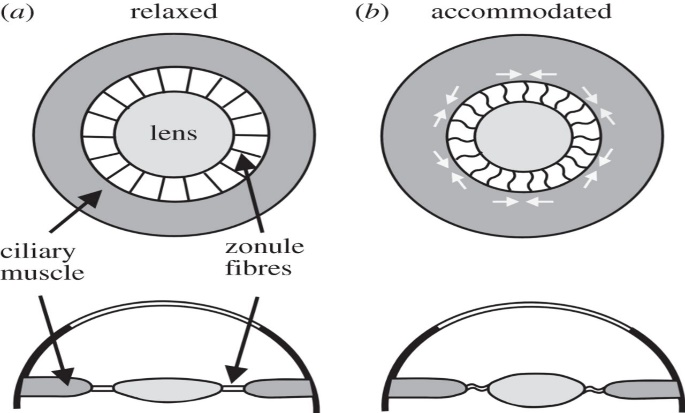 (a) relaxed
(b) accommodated
lens
ciliary
muscle
zonule
fibres